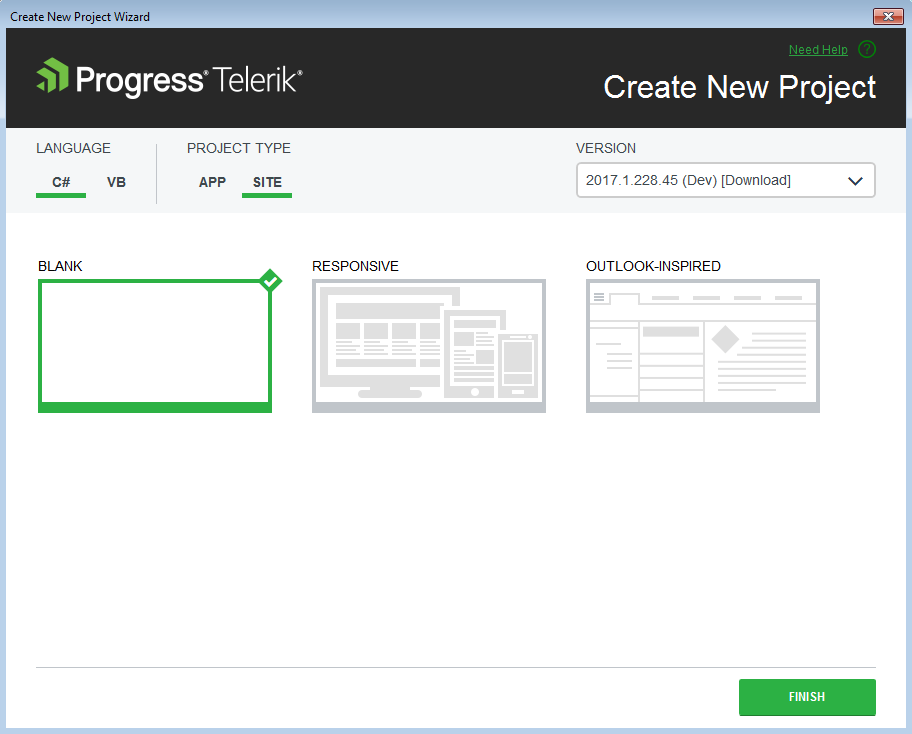 Create New Project Wizard
Need Help ?
Progress® Telerik®
Create New Project
LANGUAGE
PROJECT TYPE
VERSION
C#
VB
APP
SITE
2017.1.228.45 (Dev) [Download]
BLANK
RESPONSIVE
OUTLOOK-INSPIRED
FINISH